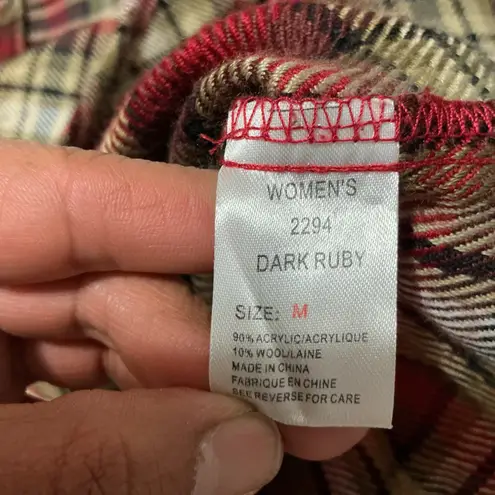 WOMEN'S
2294
DARK RUBY
SIZE: M
90% ACRYLIC/ACRYLIQUE
10% WOOL/LAINE
MADE IN CHINA
FABRIQUE EN CHINE
SEE REVERSE FOR CARE